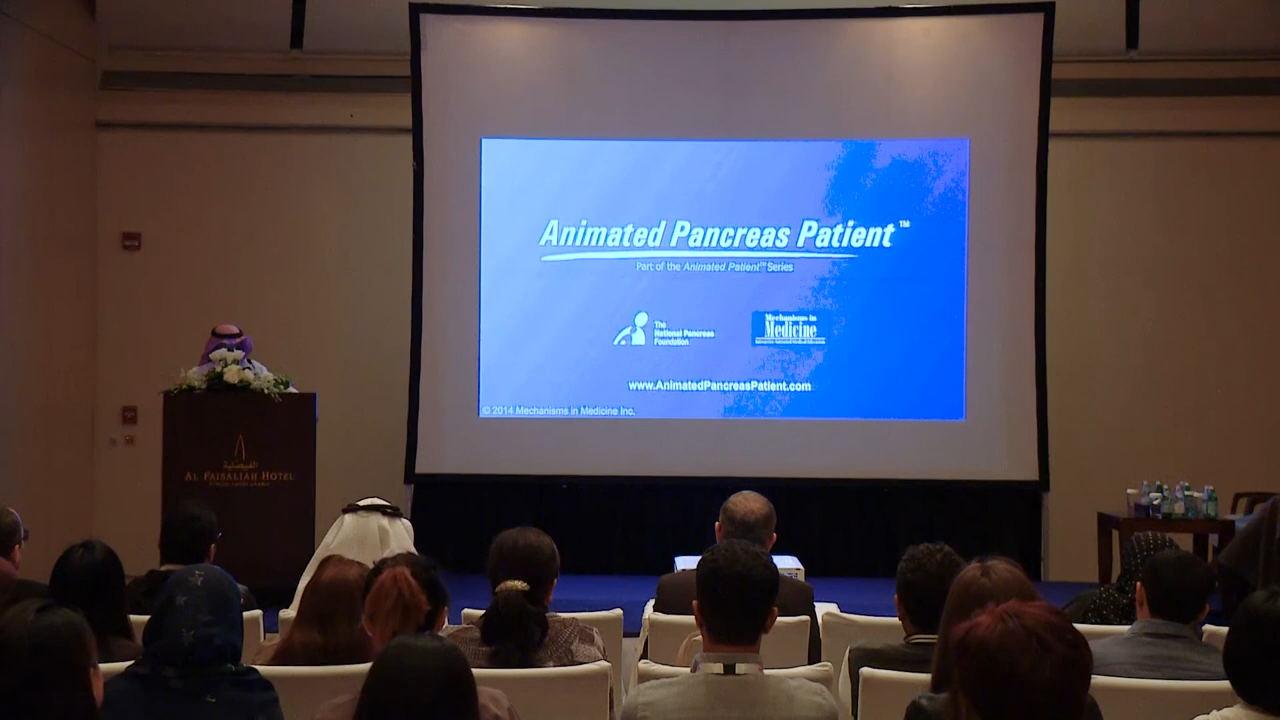 Animated Pancreas Patient™
Part of the Animated Patient™ Series
The
National Pancreas
Foundation
Mechanisms in
Medicine
www.AnimatedPancreasPatient.com
© 2014 Mechanisms in Medicine Inc.
الفيصلية
AL FAISALIAH HOTEL